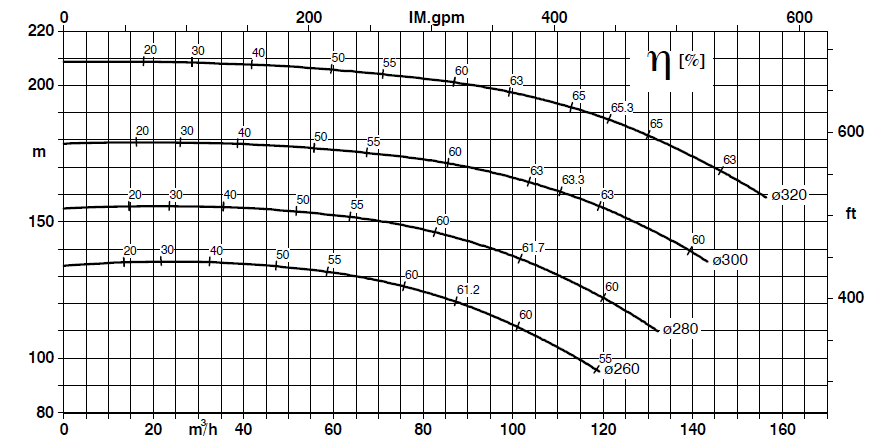 0 200 IM.gpm 400 600
220
20 30 40 50 55 60 63 65 65.3 65 63 ø320
η [%]
200
20 30 40 50 55 60 63 63.3 63 60 ø300
m
600
20 30 40 50 55 60 61.7 60 ø280
150
ft
20 30 40 50 55 60 61.2 60 55 ø260
400
100
80
0 20 m³/h 40 60 80 100 120 140 160